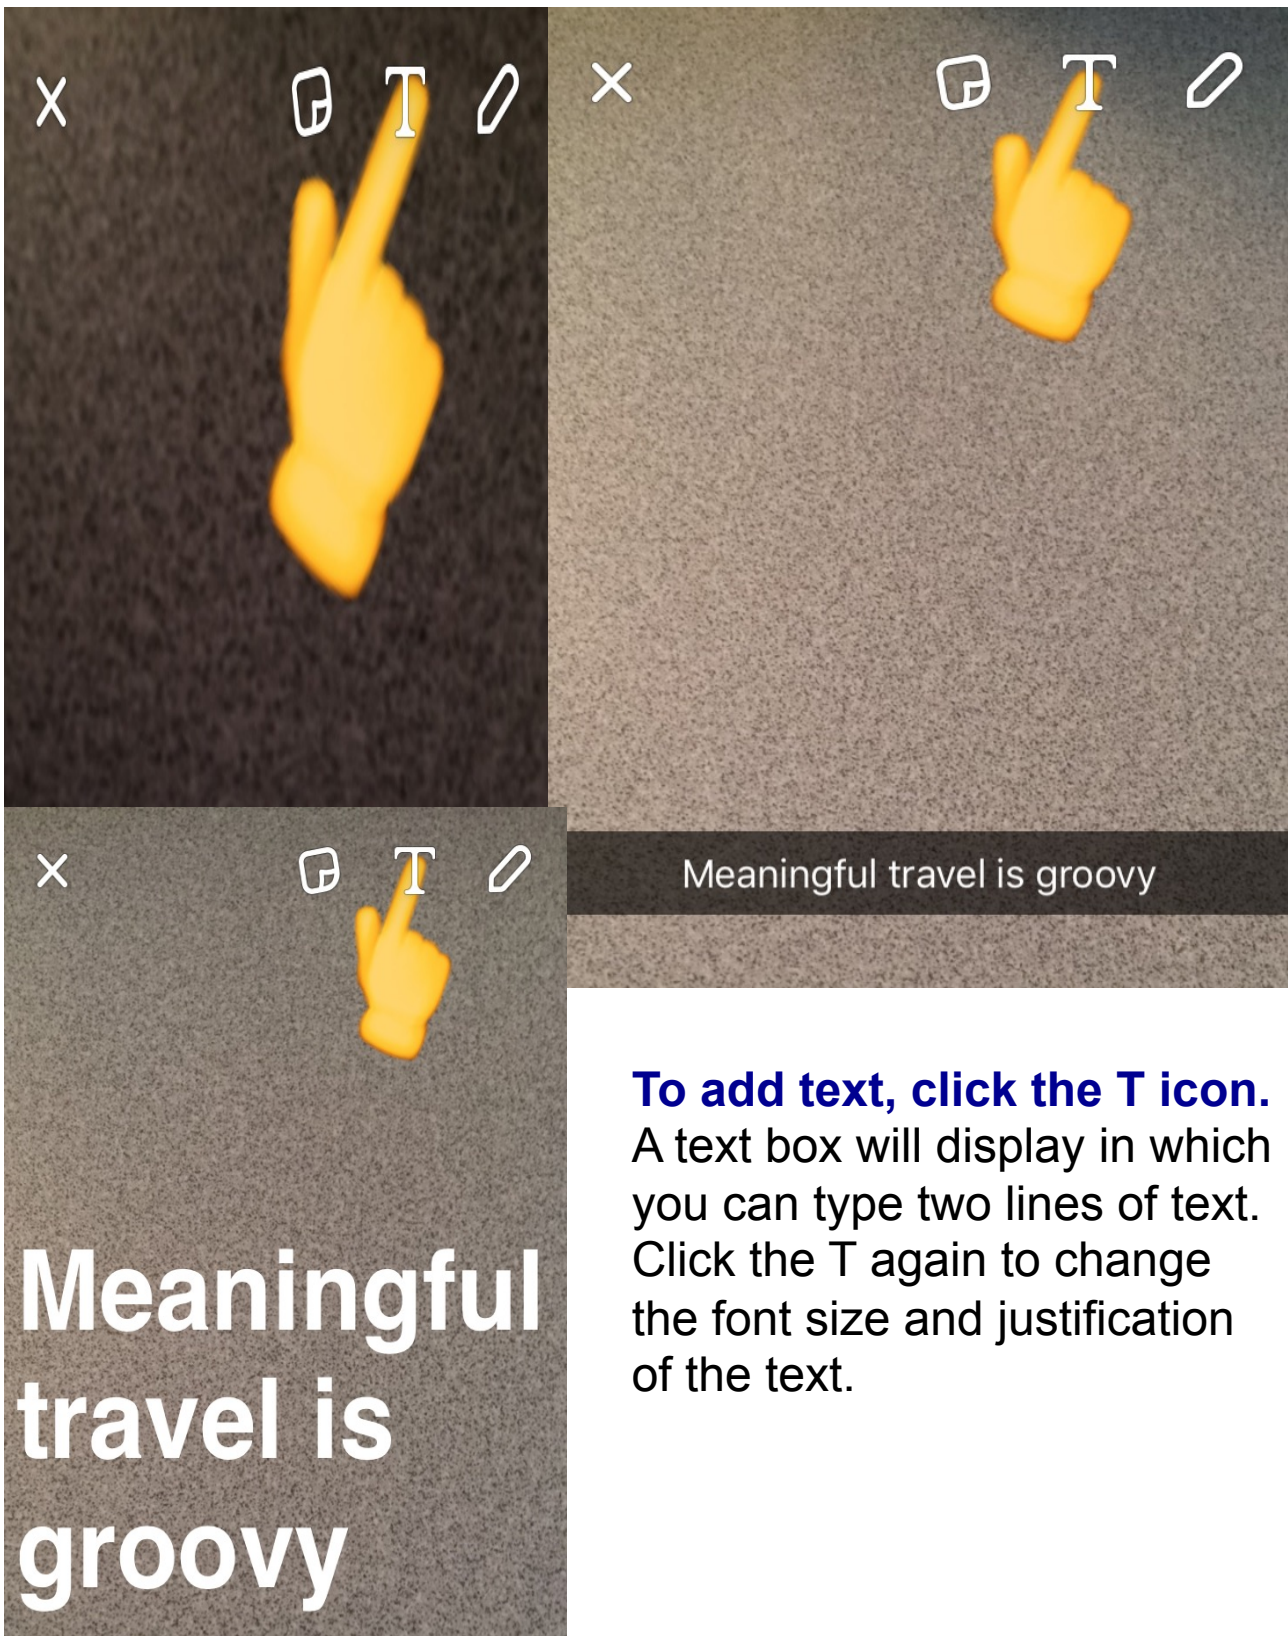 T
T
Meaningful travel is groovy
T
Meaningful
travel is
groovy
To add text, click the T icon.
A text box will display in which
you can type two lines of text.
Click the T again to change
the font size and justification
of the text.